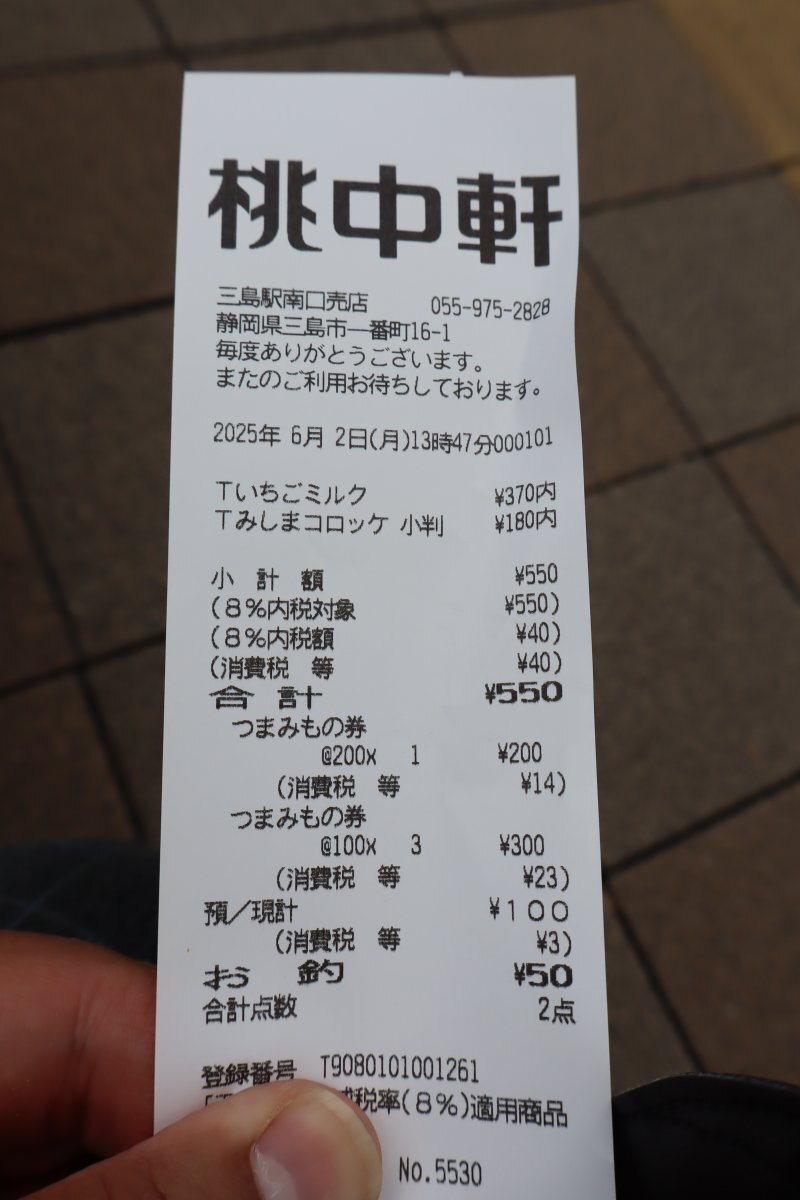 桃中軒
三島駅南口売店 055-975-2828
静岡県三島市一番町16-1
毎度ありがとうございます。
またのご利用お待ちしております。
2025年 6月 2日(月)13時47分000101
Tいちごミルク ¥370内
Tみしまコロッケ 小判 ¥180内
小 計 額 ¥550
(8%内税対象 ¥550)
(8%内税額 ¥40)
(消費税 等 ¥40)
合 計 ¥550
つまみもの券
@200x 1 ¥200
(消費税 等 ¥14)
つまみもの券
@100x 3 ¥300
(消費税 等 ¥23)
預/現計 ¥100
(消費税 等 ¥3)
お 釣 ¥50
合計点数 2点
登録番号 T9080101001261
税率(8%)適用商品
No.5530